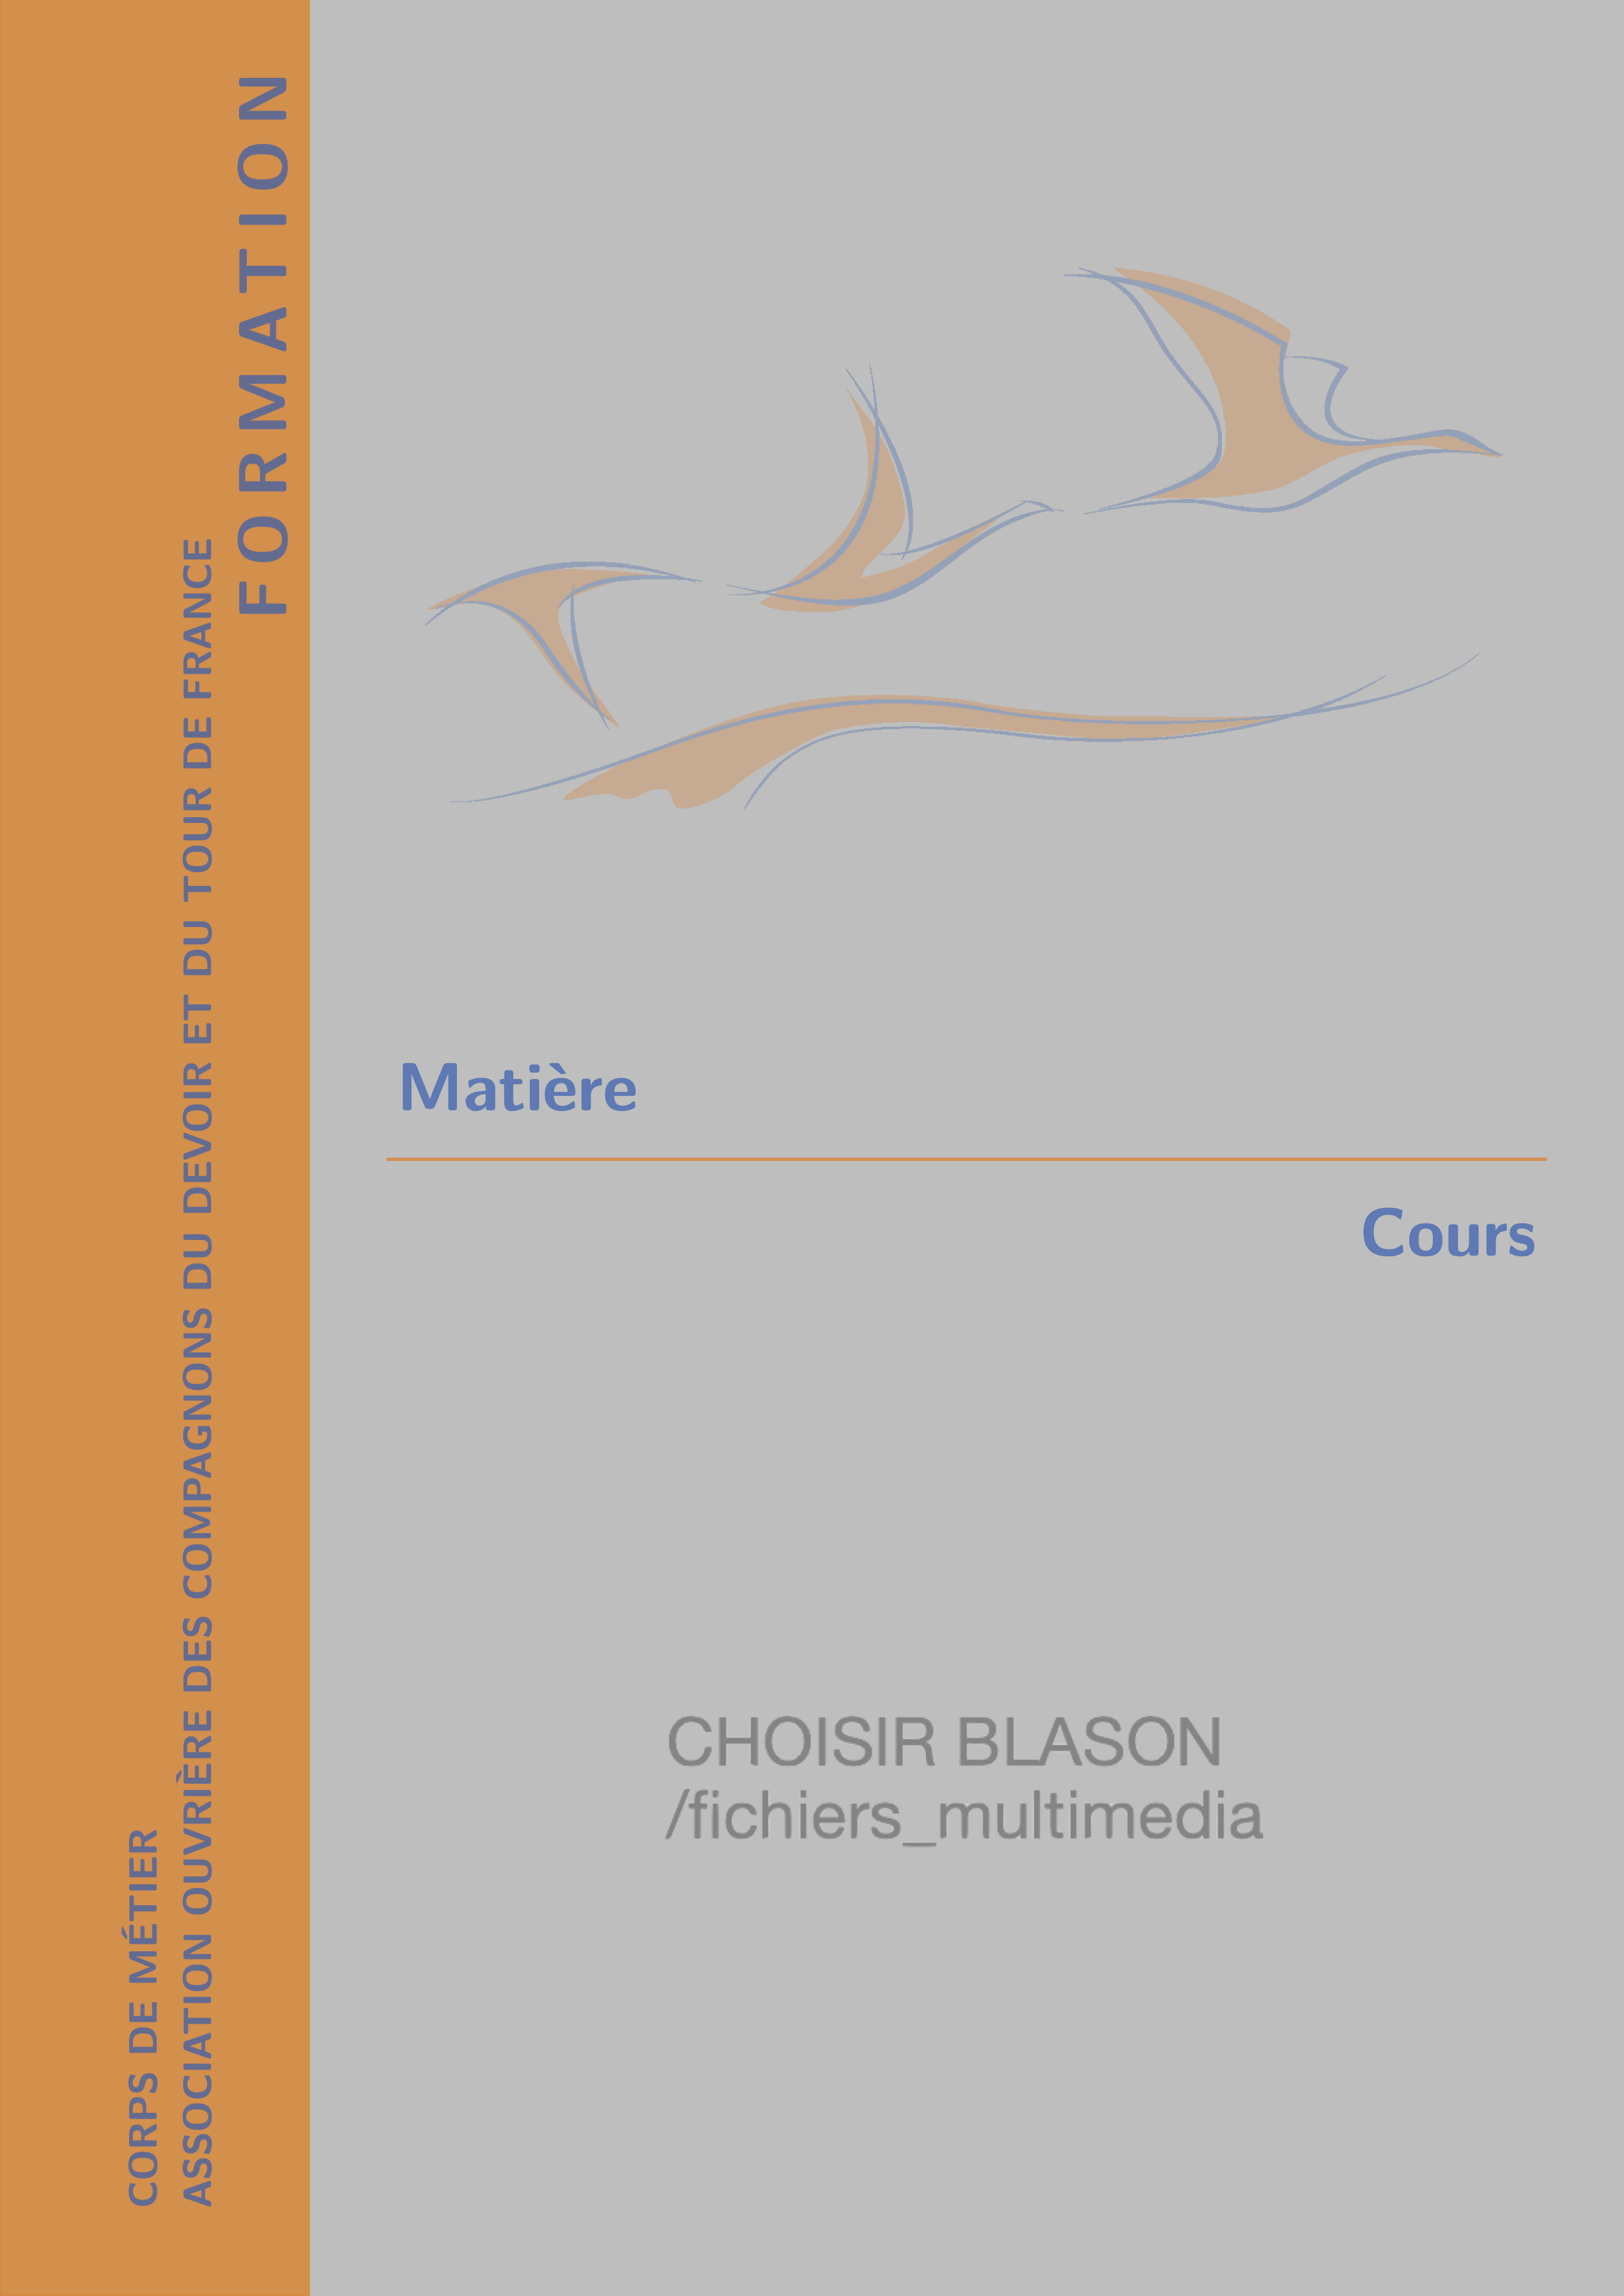 FORMATION
ASSOCIATION OUVRIÈRE DES COMPAGNONS DU DEVOIR ET DU TOUR DE FRANCE
CORPS DE MÉTIER
Matière
Cours
CHOISIR BLASON
/fichiers_multimedia